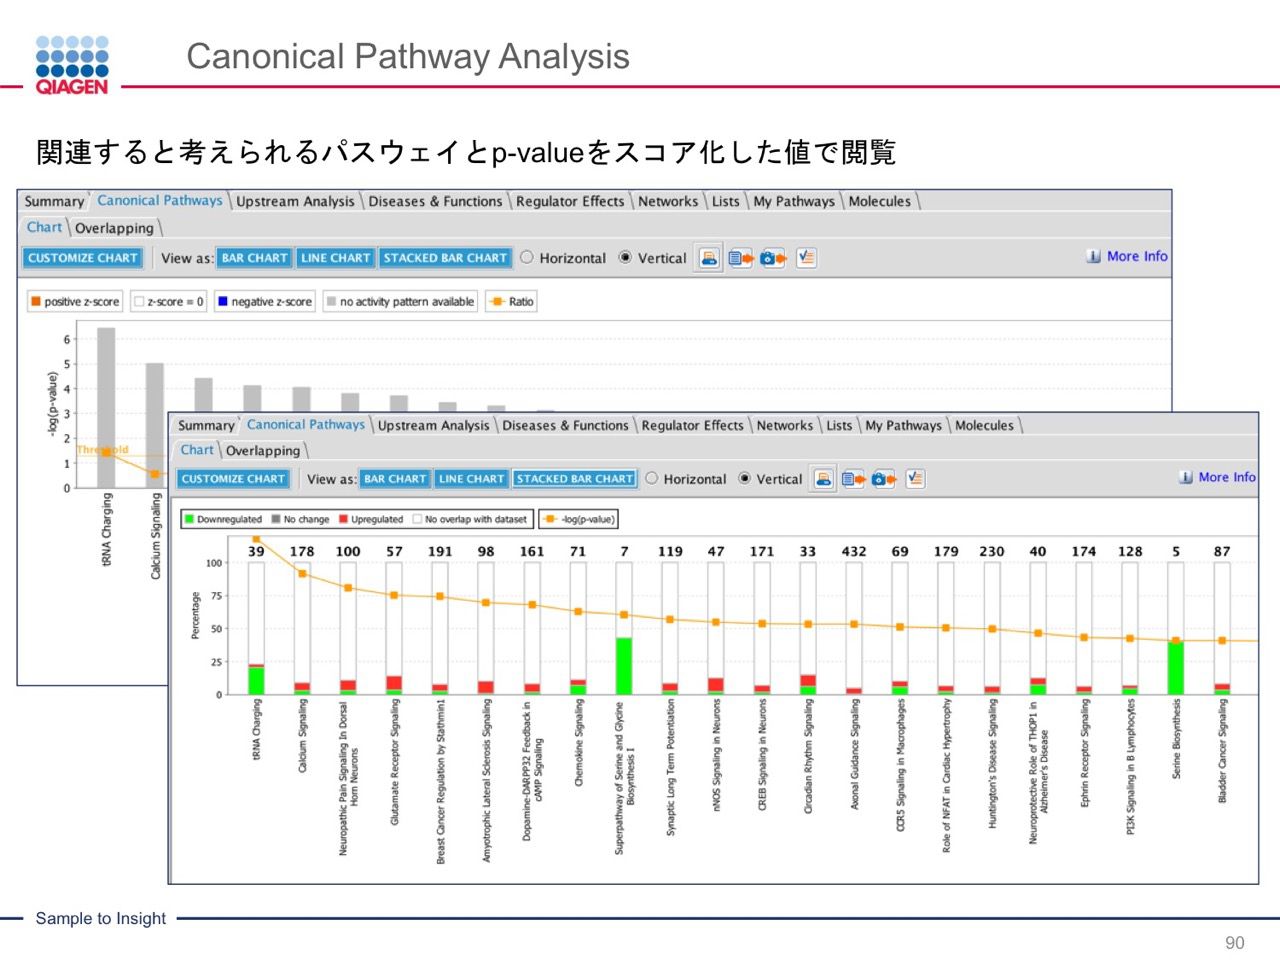 QIAGEN
Canonical Pathway Analysis
関連すると考えられるパスウェイとp-valueをスコア化した値で閲覧
Summary Canonical Pathways Upstream Analysis Diseases & Functions Regulator Effects Networks Lists My Pathways Molecules
Chart Overlapping
CUSTOMIZE CHART View as: BAR CHART LINE CHART STACKED BAR CHART Horizontal Vertical More Info
positive z-score z-score = 0 negative z-score no activity pattern available Ratio
-log(p-value)
6
5
4
3
2
Threshold
1
0
tRNA Charging
Calcium Signaling
Summary Canonical Pathways Upstream Analysis Diseases & Functions Regulator Effects Networks Lists My Pathways Molecules
Chart Overlapping
CUSTOMIZE CHART View as: BAR CHART LINE CHART STACKED BAR CHART Horizontal Vertical More Info
Downregulated No change Upregulated No overlap with dataset -log(p-value)
39 178 100 57 191 98 161 71 7 119 47 171 33 432 69 179 230 40 174 128 5 87
Percentage
100
75
50
25
0
tRNA Charging
Calcium Signaling
Neuropathic Pain Signaling In Dorsal
Horn Neurons
Glutamate Receptor Signaling
Breast Cancer Regulation by Stathmin1
Amyotrophic Lateral Sclerosis Signaling
Dopamine-DARPP32 Feedback in
cAMP Signaling
Chemokine Signaling
Superpathway of Serine and Glycine
Biosynthesis I
Synaptic Long Term Potentiation
nNOS Signaling in Neurons
CREB Signaling in Neurons
Circadian Rhythm Signaling
Axonal Guidance Signaling
CCR5 Signaling in Macrophages
Role of NFAT in Cardiac Hypertrophy
Huntington's Disease Signaling
Neuroprotective Role of THOP1 in
Alzheimer's Disease
Ephrin Receptor Signaling
PI3K Signaling in B Lymphocytes
Serine Biosynthesis
Bladder Cancer Signaling
Sample to Insight
90